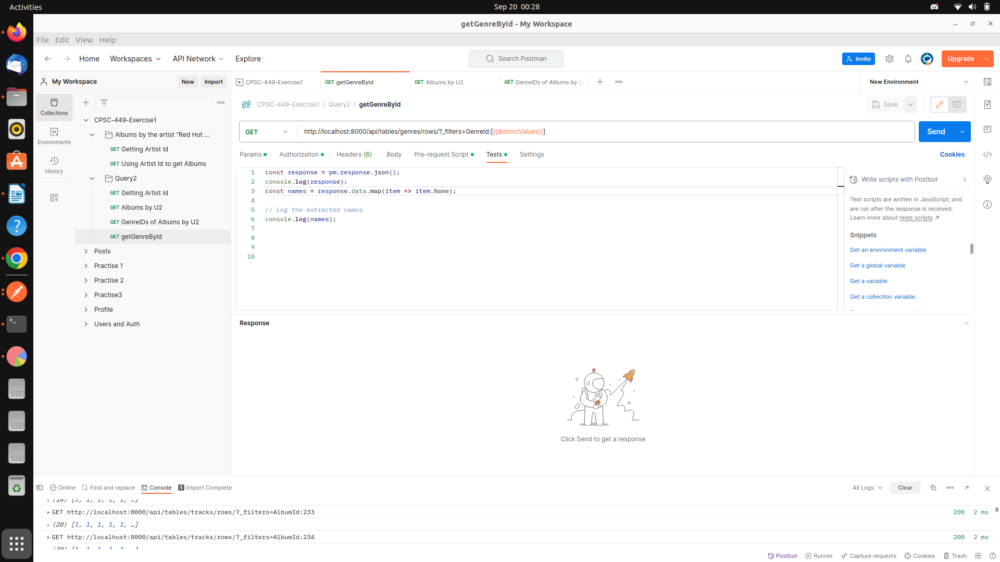 Activities
Sep 20 00:28
getGenreById - My Workspace
File Edit View Help
Home Workspaces API Network Explore
Search Postman
Invite
Upgrade
My Workspace
New Import
CPSC-449-Exercise1
GET getGenreById
GET Albums by U2
GET GenreIDs of Albums by U
New Environment
Collections
Environments
History
CPSC-449-Exercise1
Albums by the artist “Red Hot ...
GET Getting Artist Id
GET Using Artist Id to get Albums
Query2
GET Getting Artist Id
GET Albums by U2
GET GenreIDs of Albums by U2
GET getGenreById
Posts
Practise 1
Practise 2
Practise3
Profile
Users and Auth
HTTP CPSC-449-Exercise1 / Query2 / getGenreById
Save
GET http://localhost:8000/api/tables/genres/rows/?_filters=GenreId:[{{distinctValues}}]
Send
Params Authorization Headers (6) Body Pre-request Script Tests Settings
Cookies
1 const response = pm.response.json();
2 console.log(response);
3 const names = response.data.map(item => item.Name);
4
5 // Log the extracted names
6 console.log(names);
7
8
9
10
Write scripts with Postbot
Test scripts are written in JavaScript, and
are run after the response is received.
Learn more about tests scripts ↗
Snippets
Get an environment variable
Get a global variable
Get a variable
Get a collection variable
Response
Click Send to get a response
SSD
SSD
SSD
Online Find and replace Console 1 Import Complete
All Logs Clear
(10) [1, 1, 1, 1, 1, …]
GET http://localhost:8000/api/tables/tracks/rows/?_filters=AlbumId:233 200 2 ms
(20) [1, 1, 1, 1, 1, …]
GET http://localhost:8000/api/tables/tracks/rows/?_filters=AlbumId:234 200 2 ms
Postbot Runner Capture requests Cookies Trash